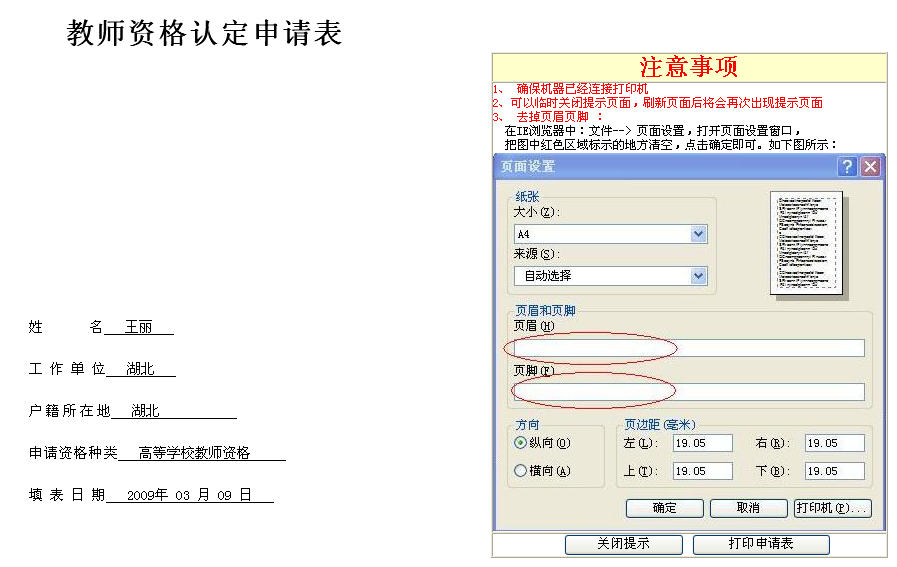 教师资格认定申请表
姓 名 王丽
工 作 单 位 湖北
户籍所在地 湖北
申请资格种类 高等学校教师资格
填 表 日 期 2009年 03 月 09 日
注意事项
1、 确保机器已经连接打印机
2、可以临时关闭提示页面，刷新页面后将会再次出现提示页面
3、 去掉页眉页脚 ：
在IE浏览器中：文件--> 页面设置，打开页面设置窗口，
把图中红色区域标示的地方清空，点击确定即可。如下图所示：
页面设置
纸张
大小(Z):
A4
来源(S):
自动选择
页眉和页脚
页眉(H)
页脚(F)
方向
纵向(O)
横向(A)
页边距(毫米)
左(L): 19.05 右(R): 19.05
上(T): 19.05 下(B): 19.05
确定 取消 打印机(P)...
关闭提示 打印申请表